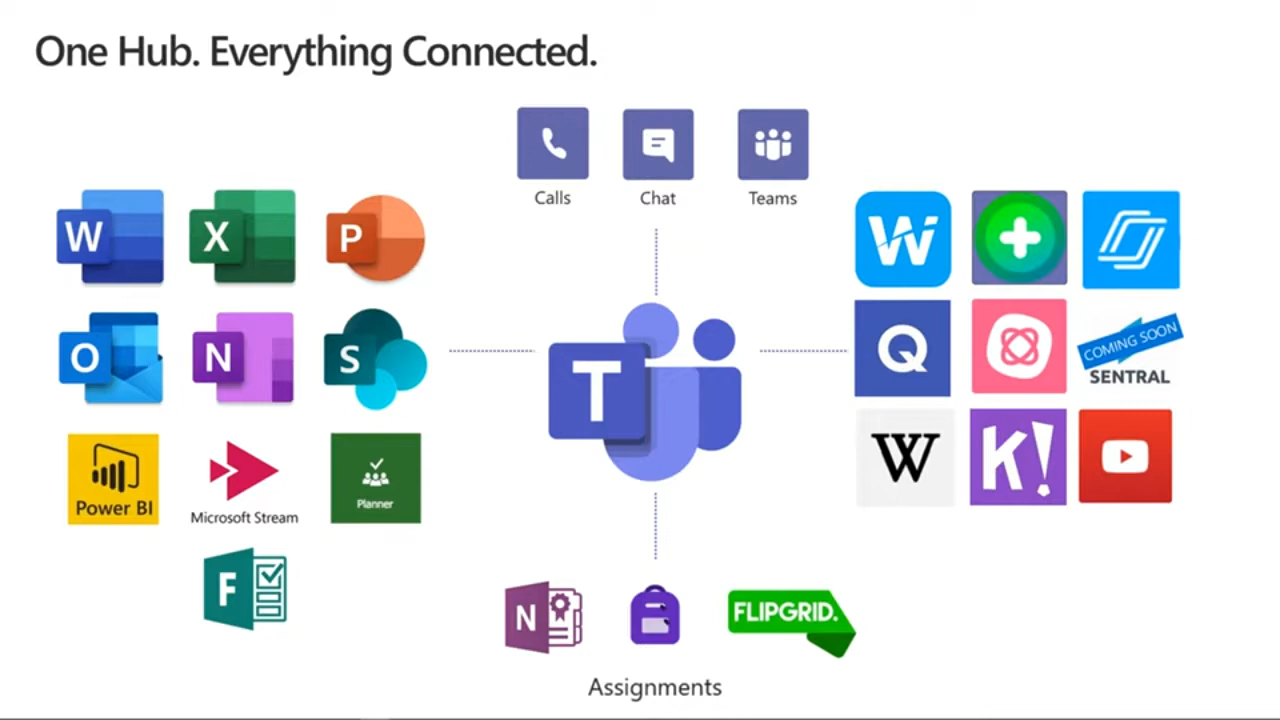 One Hub. Everything Connected.
Calls
Chat
Teams
W
X
P
O
N
S
Power BI
Microsoft Stream
Planner
F
T
W
Q
COMING SOON
SENTRAL
W
K!
N
FLIPGRID.
Assignments